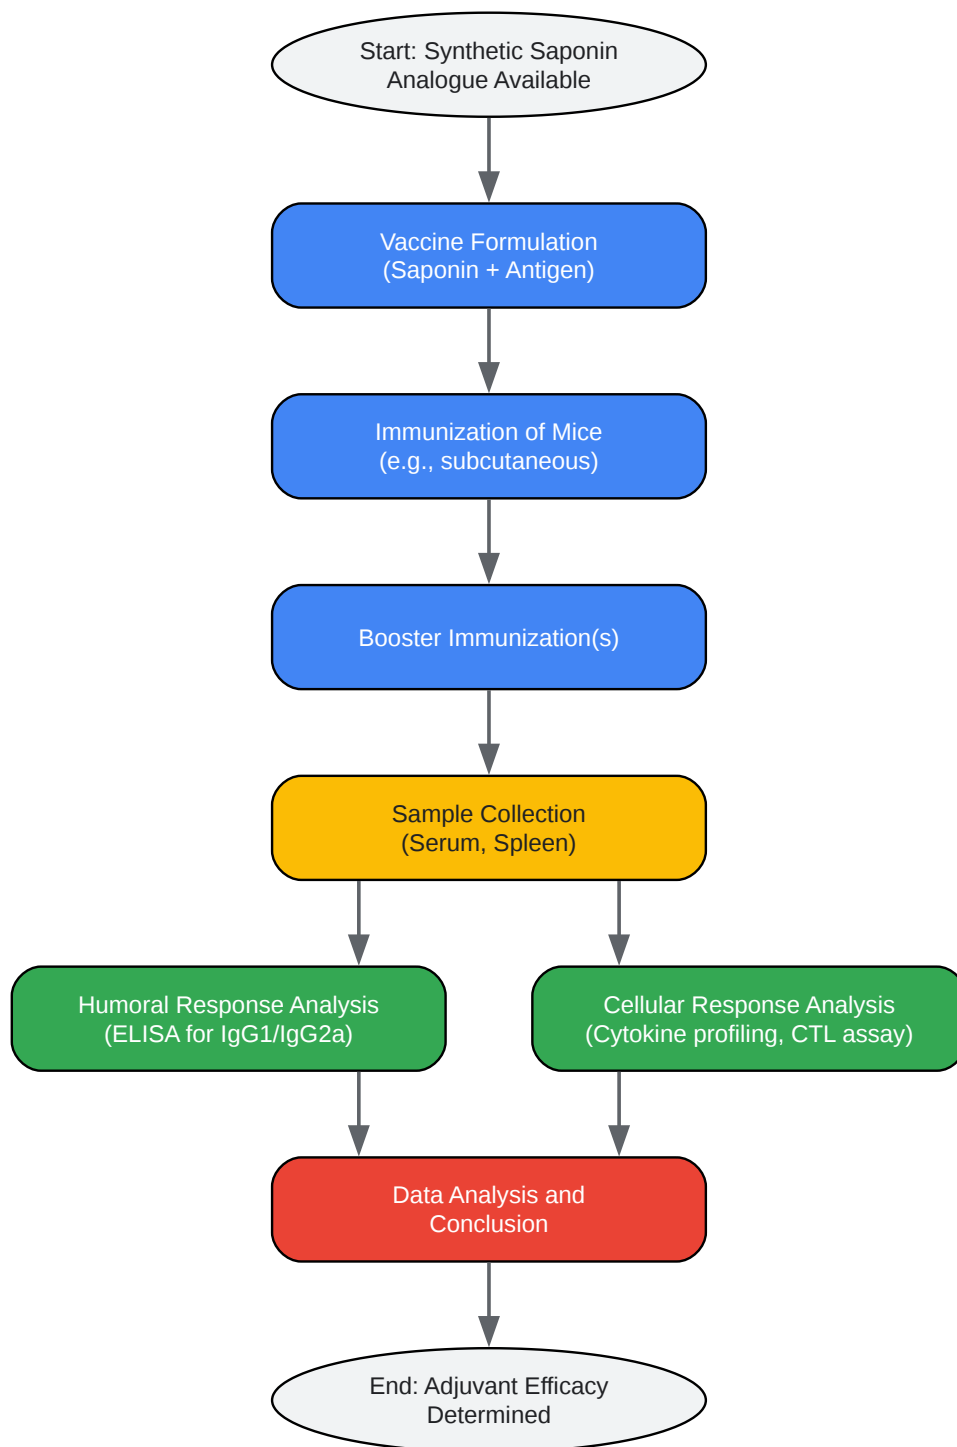 Start: Synthetic Saponin
Analogue Available
Vaccine Formulation
(Saponin + Antigen)
Immunization of Mice
(e.g., subcutaneous)
Booster Immunization(s)
Sample Collection
(Serum, Spleen)
Humoral Response Analysis
(ELISA for IgG1/IgG2a)
Cellular Response Analysis
(Cytokine profiling, CTL assay)
Data Analysis and
Conclusion
End: Adjuvant Efficacy
Determined